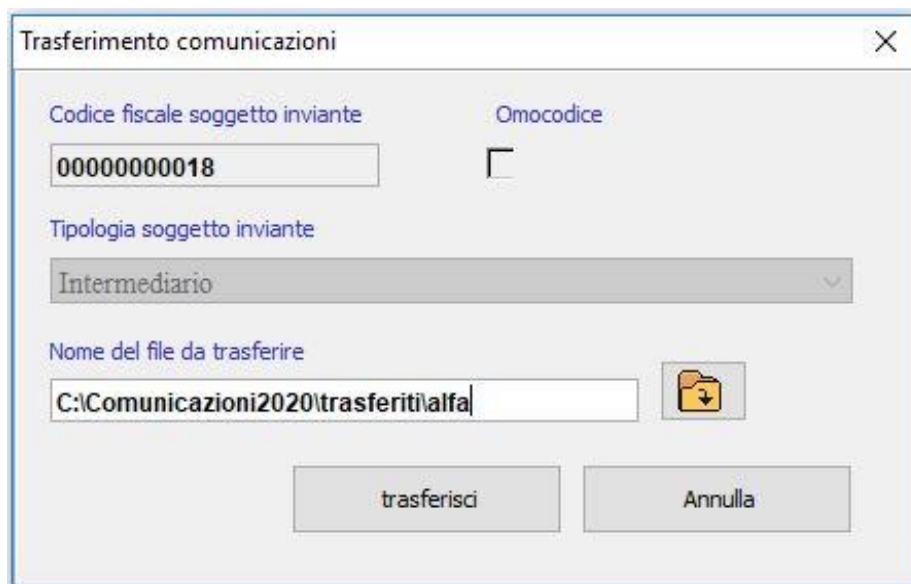 Trasferimento comunicazioni
Codice fiscale soggetto inviante
Omocodice
00000000018
Tipologia soggetto inviante
Intermediario
Nome del file da trasferire
C:\Comunicazioni2020\trasferiti\alfa
trasferisci
Annulla